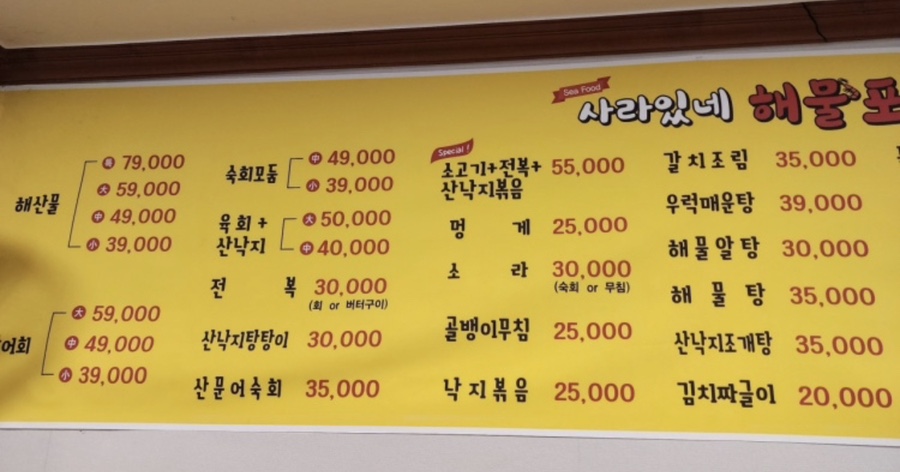 Sea Food
사라있네 해물
해산물
特 79,000
大 59,000
中 49,000
小 39,000
大 59,000
中 49,000
小 39,000
숙회모둠
中 49,000
小 39,000
육회+
산낙지
大 50,000
中 40,000
전복 30,000
(회 or 버터구이)
산낙지탕탕이 30,000
산문어숙회 35,000
Special!
소고기+전복+
산낙지볶음 55,000
멍게 25,000
소라 30,000
(숙회 or 무침)
골뱅이무침 25,000
낙지볶음 25,000
갈치조림 35,000
우럭매운탕 39,000
해물알탕 30,000
해물탕 35,000
산낙지조개탕 35,000
김치짜글이 20,000